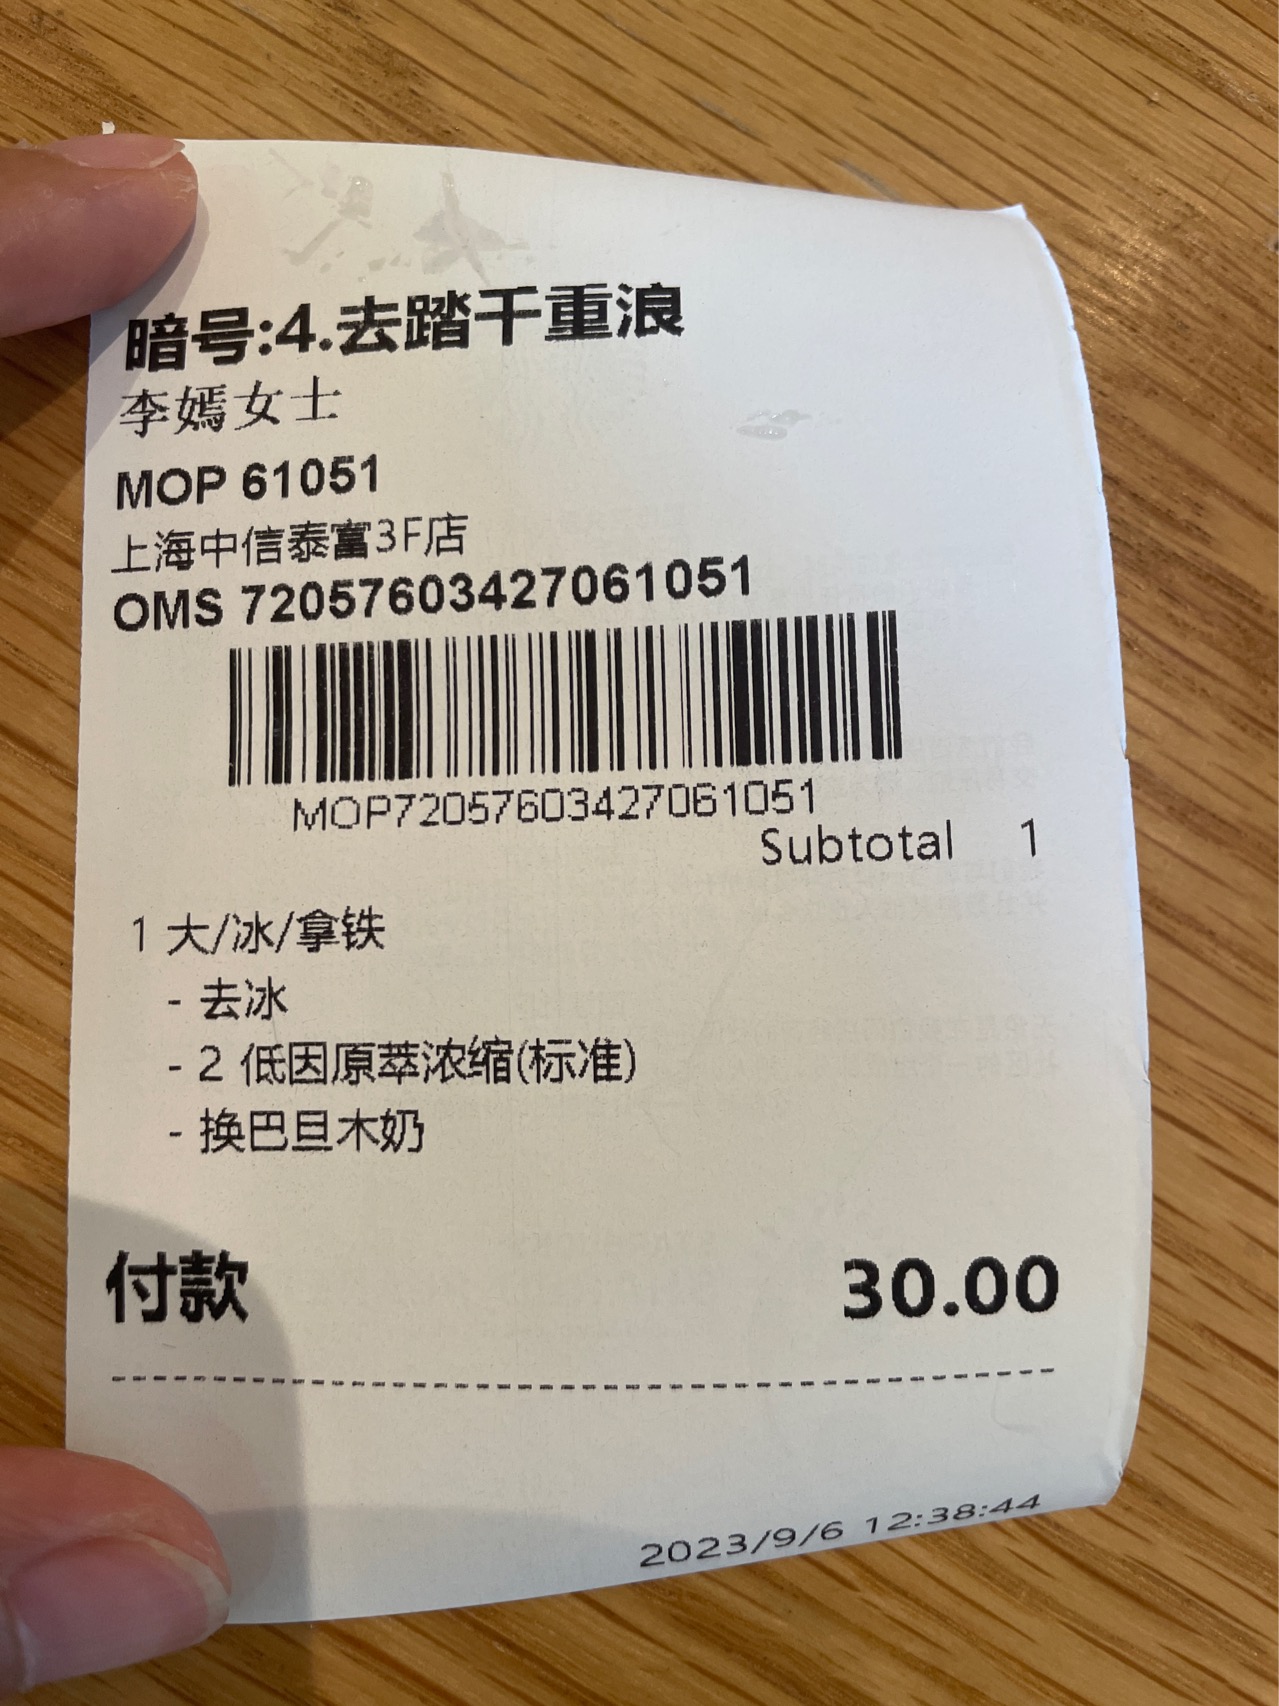 暗号:4.去踏千重浪
李嫣女士
MOP 61051
上海中信泰富3F店
OMS 72057603427061051
MOP72057603427061051
Subtotal 1
1 大/冰/拿铁
- 去冰
- 2 低因原萃浓缩(标准)
- 换巴旦木奶
付款 30.00
2023/9/6 12:38:44